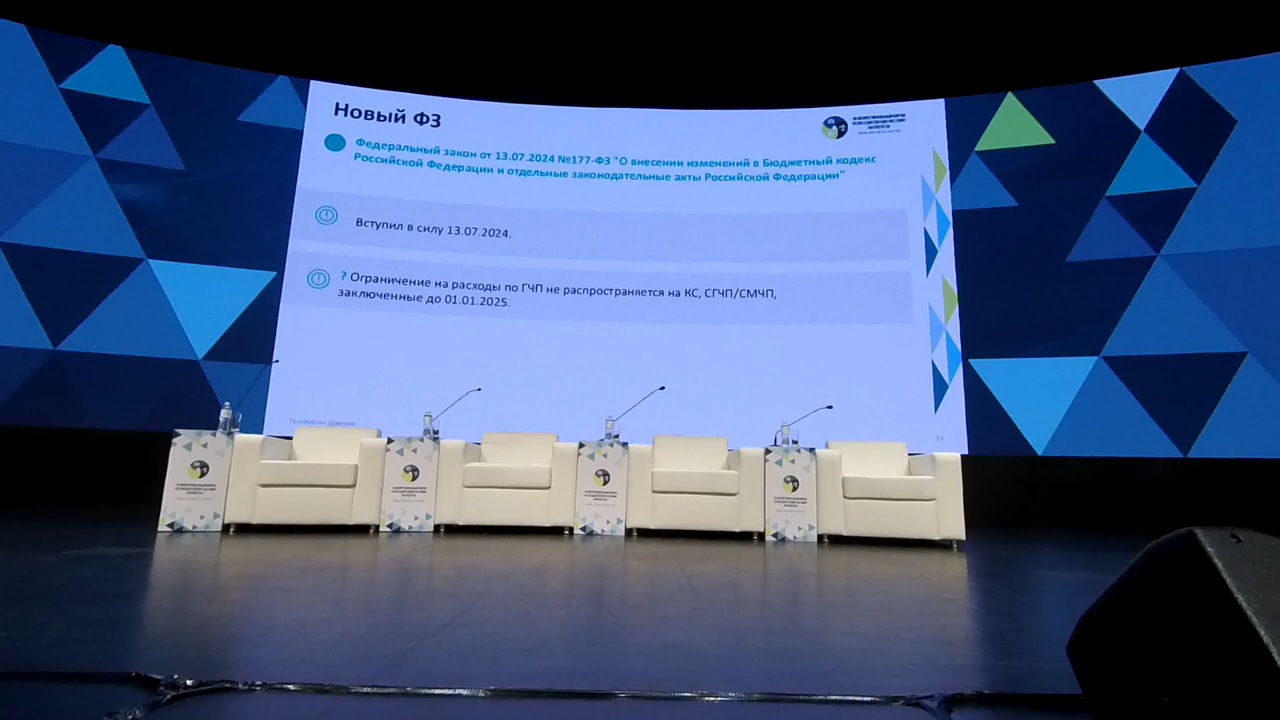 Новый ФЗ
Федеральный закон от 13.07.2024 №177-ФЗ "О внесении изменений в Бюджетный кодекс
Российской Федерации и отдельные законодательные акты Российской Федерации"
Вступил в силу 13.07.2024.
? Ограничение на расходы по ГЧП не распространяется на КС, СГЧП/СМЧП,
заключенные до 01.01.2025.